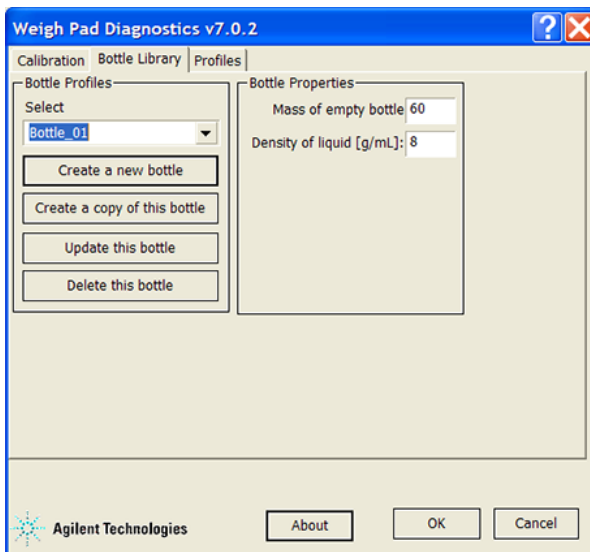 Weigh Pad Diagnostics v7.0.2
?
Calibration Bottle Library Profiles
Bottle Profiles
Select
Bottle_01
Create a new bottle
Create a copy of this bottle
Update this bottle
Delete this bottle
Bottle Properties
Mass of empty bottle 60
Density of liquid [g/mL]: 8
Agilent Technologies
About
OK
Cancel